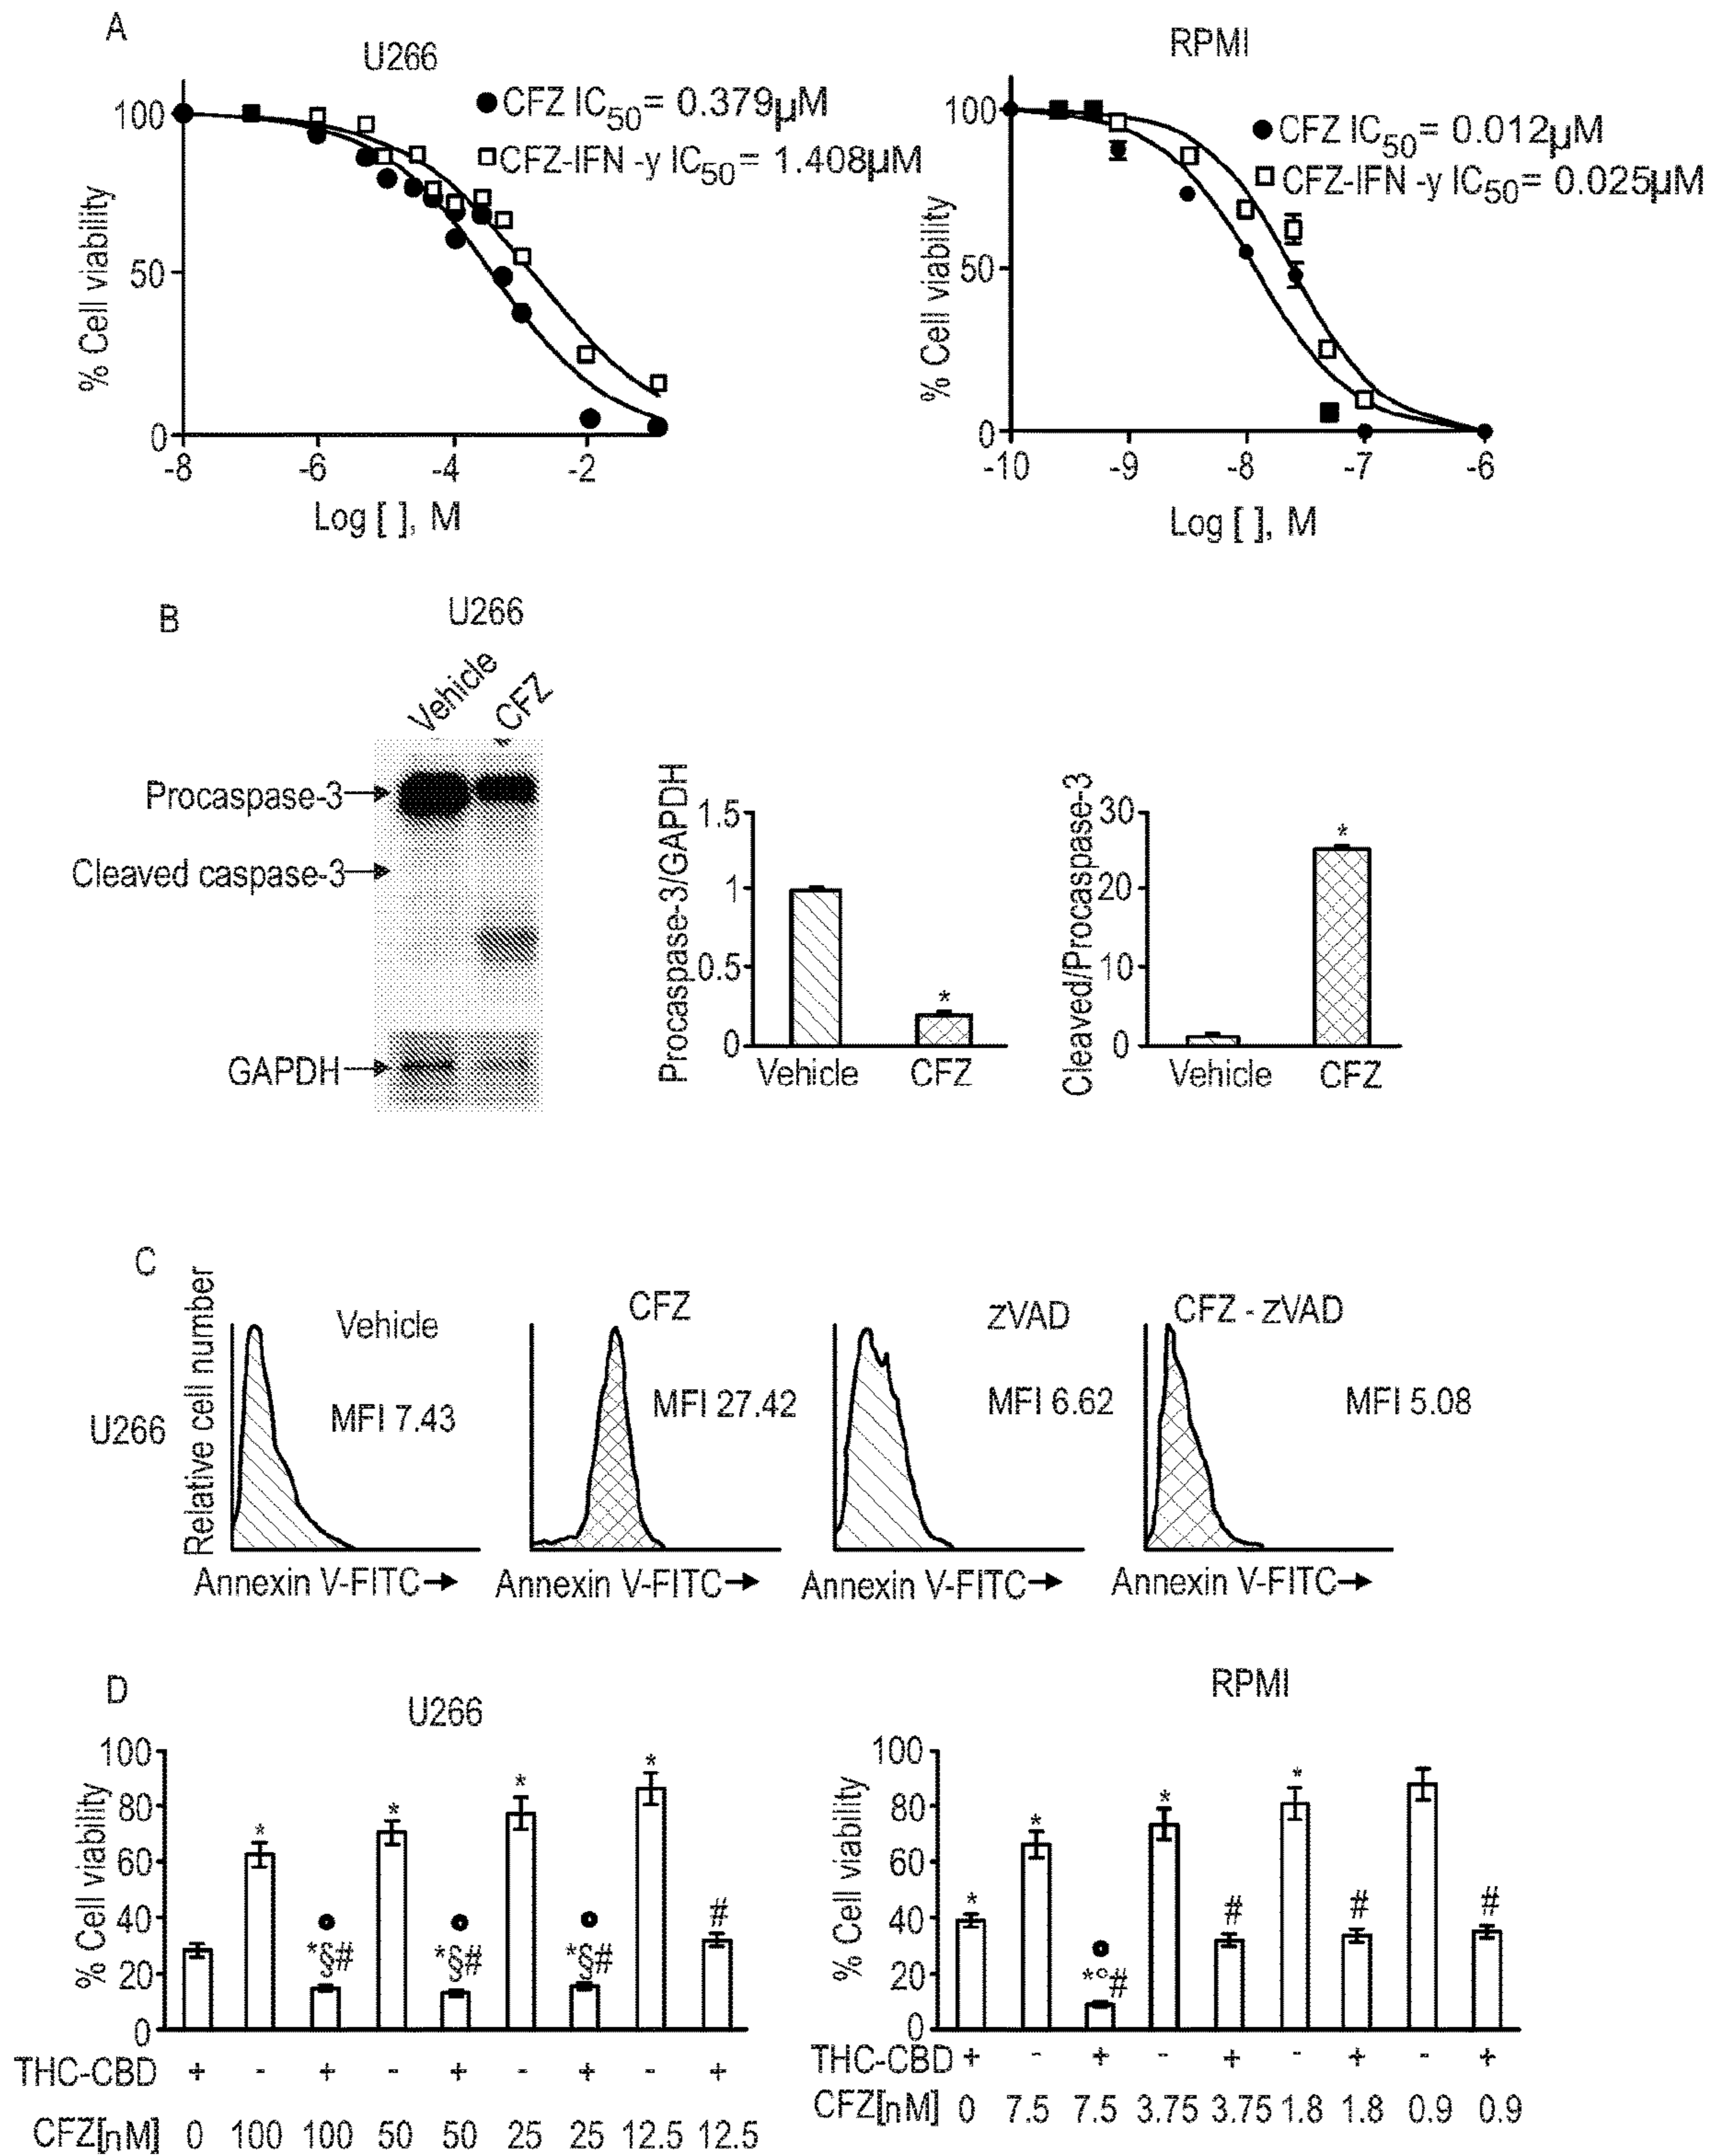 A
U266
RPMI
% Cell viability
100
50
0
-8 -6 -4 -2
Log [ ], M
● CFZ IC50= 0.379µM
□ CFZ-IFN -y IC50= 1.408µM
% Cell viability
100
50
0
-10 -9 -8 -7 -6
Log [ ], M
● CFZ IC50= 0.012µM
□ CFZ-IFN -y IC50= 0.025µM
B
U266
Vehicle CFZ
Procaspase-3
Cleaved caspase-3
GAPDH
Procaspase-3/GAPDH
1.5
1
0.5
0
*
Vehicle CFZ
Cleaved/Procaspase-3
30
20
10
0
*
Vehicle CFZ
C
U266
Relative cell number
Vehicle
MFI 7.43
Annexin V-FITC→
CFZ
MFI 27.42
Annexin V-FITC→
zVAD
MFI 6.62
Annexin V-FITC→
CFZ - zVAD
MFI 5.08
Annexin V-FITC→
D
U266
% Cell viability
100
80
60
40
20
0
* * * *
*§# *§# *§# #
THC-CBD + - + - + - + - +
CFZ[nM] 0 100 100 50 50 25 25 12.5 12.5
RPMI
% Cell viability
100
80
60
40
20
0
* * * *
*°# # # #
THC-CBD + - + - + - + - +
CFZ[nM] 0 7.5 7.5 3.75 3.75 1.8 1.8 0.9 0.9